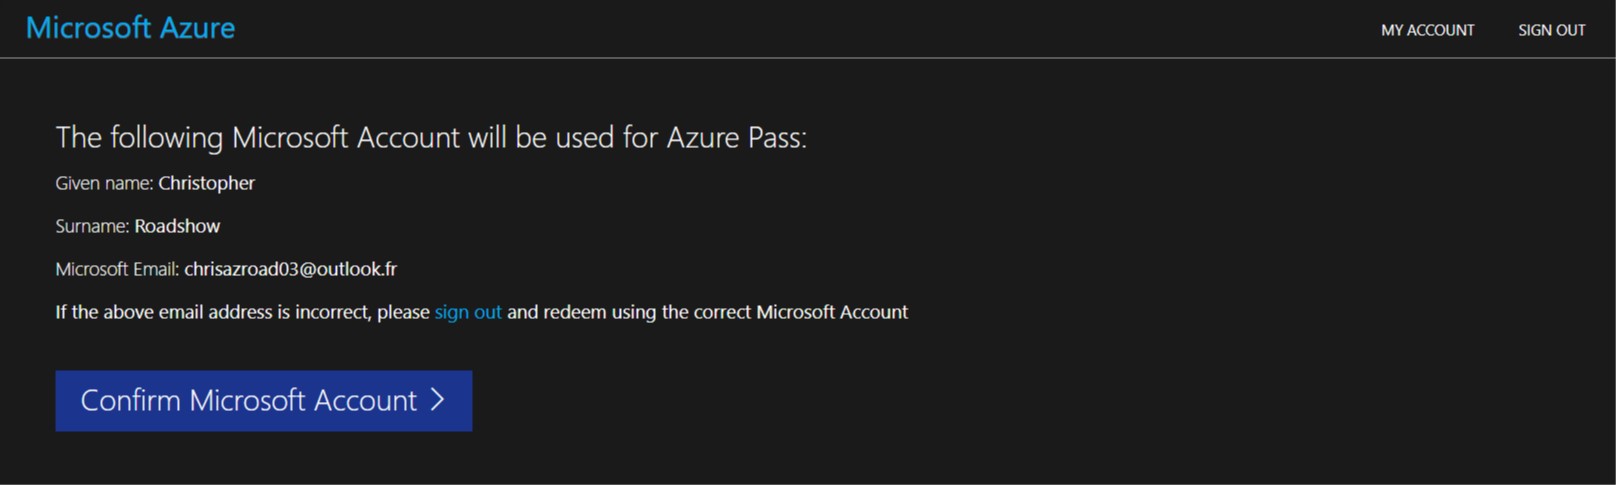 Microsoft Azure
MY ACCOUNT
SIGN OUT
The following Microsoft Account will be used for Azure Pass:
Given name: Christopher
Surname: Roadshow
Microsoft Email: chrisazroad03@outlook.fr
If the above email address is incorrect, please sign out and redeem using the correct Microsoft Account
Confirm Microsoft Account >